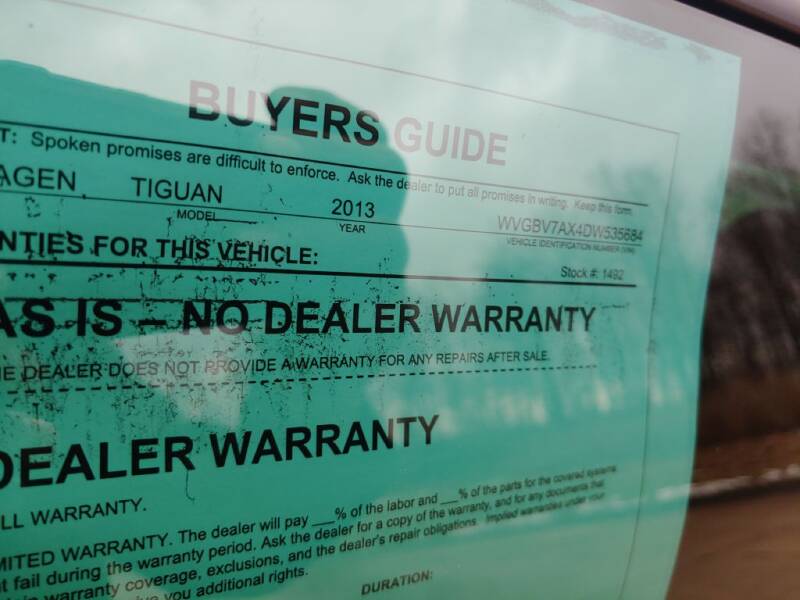 BUYERS GUIDE
T: Spoken promises are difficult to enforce. Ask the dealer to put all promises in writing. Keep this form.
AGEN TIGUAN 2013 WVGBV7AX4DW535684
MODEL YEAR VEHICLE IDENTIFICATION NUMBER (VIN)
NTIES FOR THIS VEHICLE:
Stock #: 1492
AS IS – NO DEALER WARRANTY
E DEALER DOES NOT PROVIDE A WARRANTY FOR ANY REPAIRS AFTER SALE.
DEALER WARRANTY
LL WARRANTY.
MITED WARRANTY. The dealer will pay ___% of the labor and ___% of the parts for the covered systems
t fail during the warranty period. Ask the dealer for a copy of the warranty, and for any documents that
n warranty coverage, exclusions, and the dealer's repair obligations. Implied warranties under your
ve you additional rights.
DURATION: